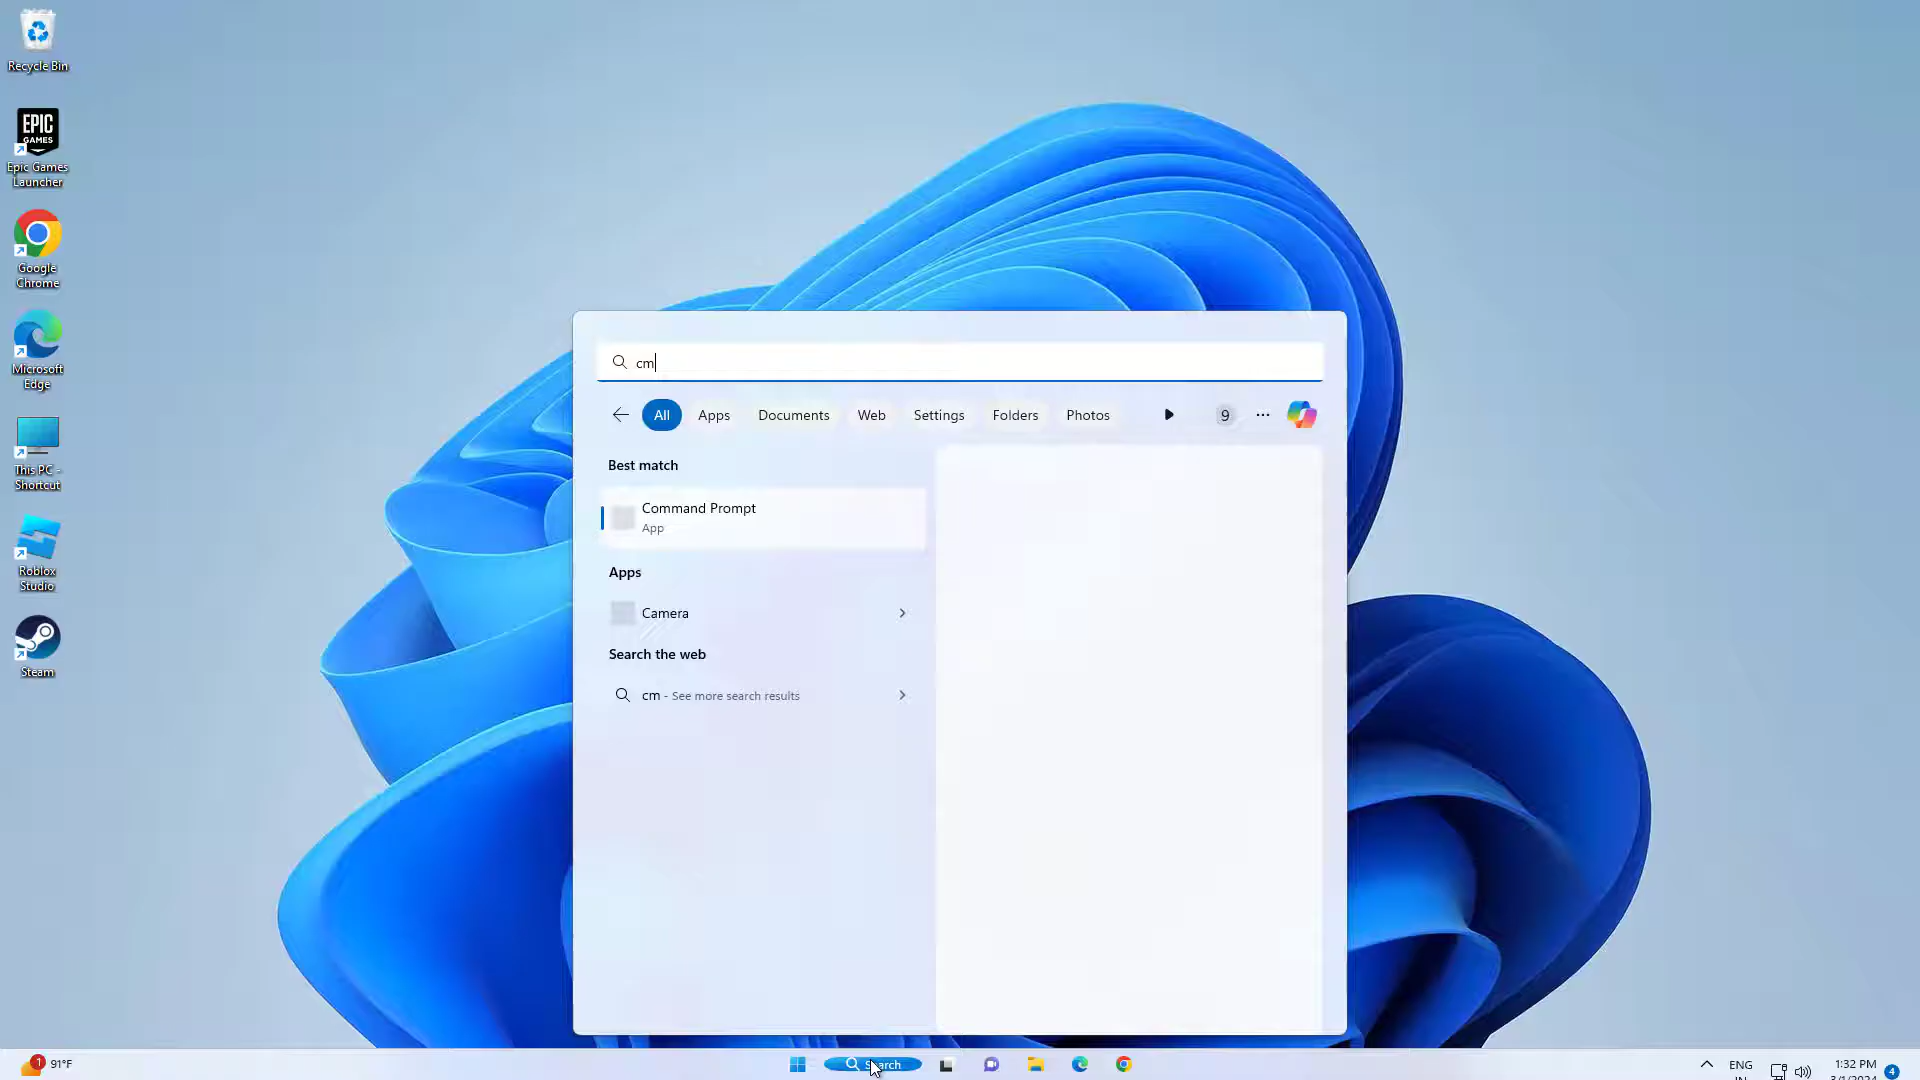 Recycle Bin
EPIC
GAMES
Epic Games
Launcher
Google
Chrome
Microsoft
Edge
This PC -
Shortcut
Roblox
Studio
Steam
cm
All Apps Documents Web Settings Folders Photos 9 ...
Best match
Command Prompt
App
Apps
Camera
Search the web
cm - See more search results
1 91°F
ENG
1:32 PM
4